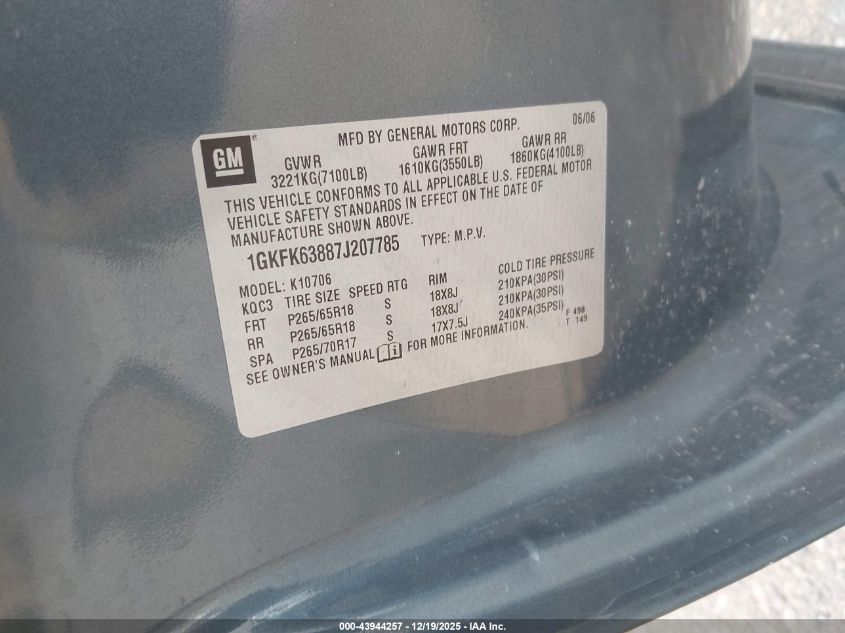 GM
®
MFD BY GENERAL MOTORS CORP. 06/06
GVWR GAWR FRT GAWR RR
3221KG(7100LB) 1610KG(3550LB) 1860KG(4100LB)
THIS VEHICLE CONFORMS TO ALL APPLICABLE U.S. FEDERAL MOTOR
VEHICLE SAFETY STANDARDS IN EFFECT ON THE DATE OF
MANUFACTURE SHOWN ABOVE.
1GKFK63887J207785 TYPE: M.P.V.
MODEL: K10706
KQC3 TIRE SIZE SPEED RTG RIM COLD TIRE PRESSURE
FRT P265/65R18 S 18X8J 210KPA(30PSI)
RR P265/65R18 S 18X8J 210KPA(30PSI)
SPA P265/70R17 S 17X7.5J 240KPA(35PSI)
SEE OWNER'S MANUAL i FOR MORE INFORMATION.
F 498
T 149
000-43944257 - 12/19/2025 - IAA Inc.